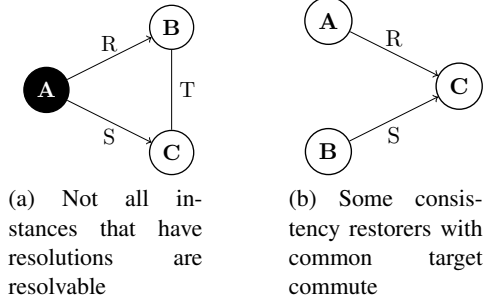 B
R
A
T
S
C
(a) Not all in-
stances that have
resolutions are
resolvable
A
R
C
S
B
(b) Some consis-
tency restorers with
common target
commute